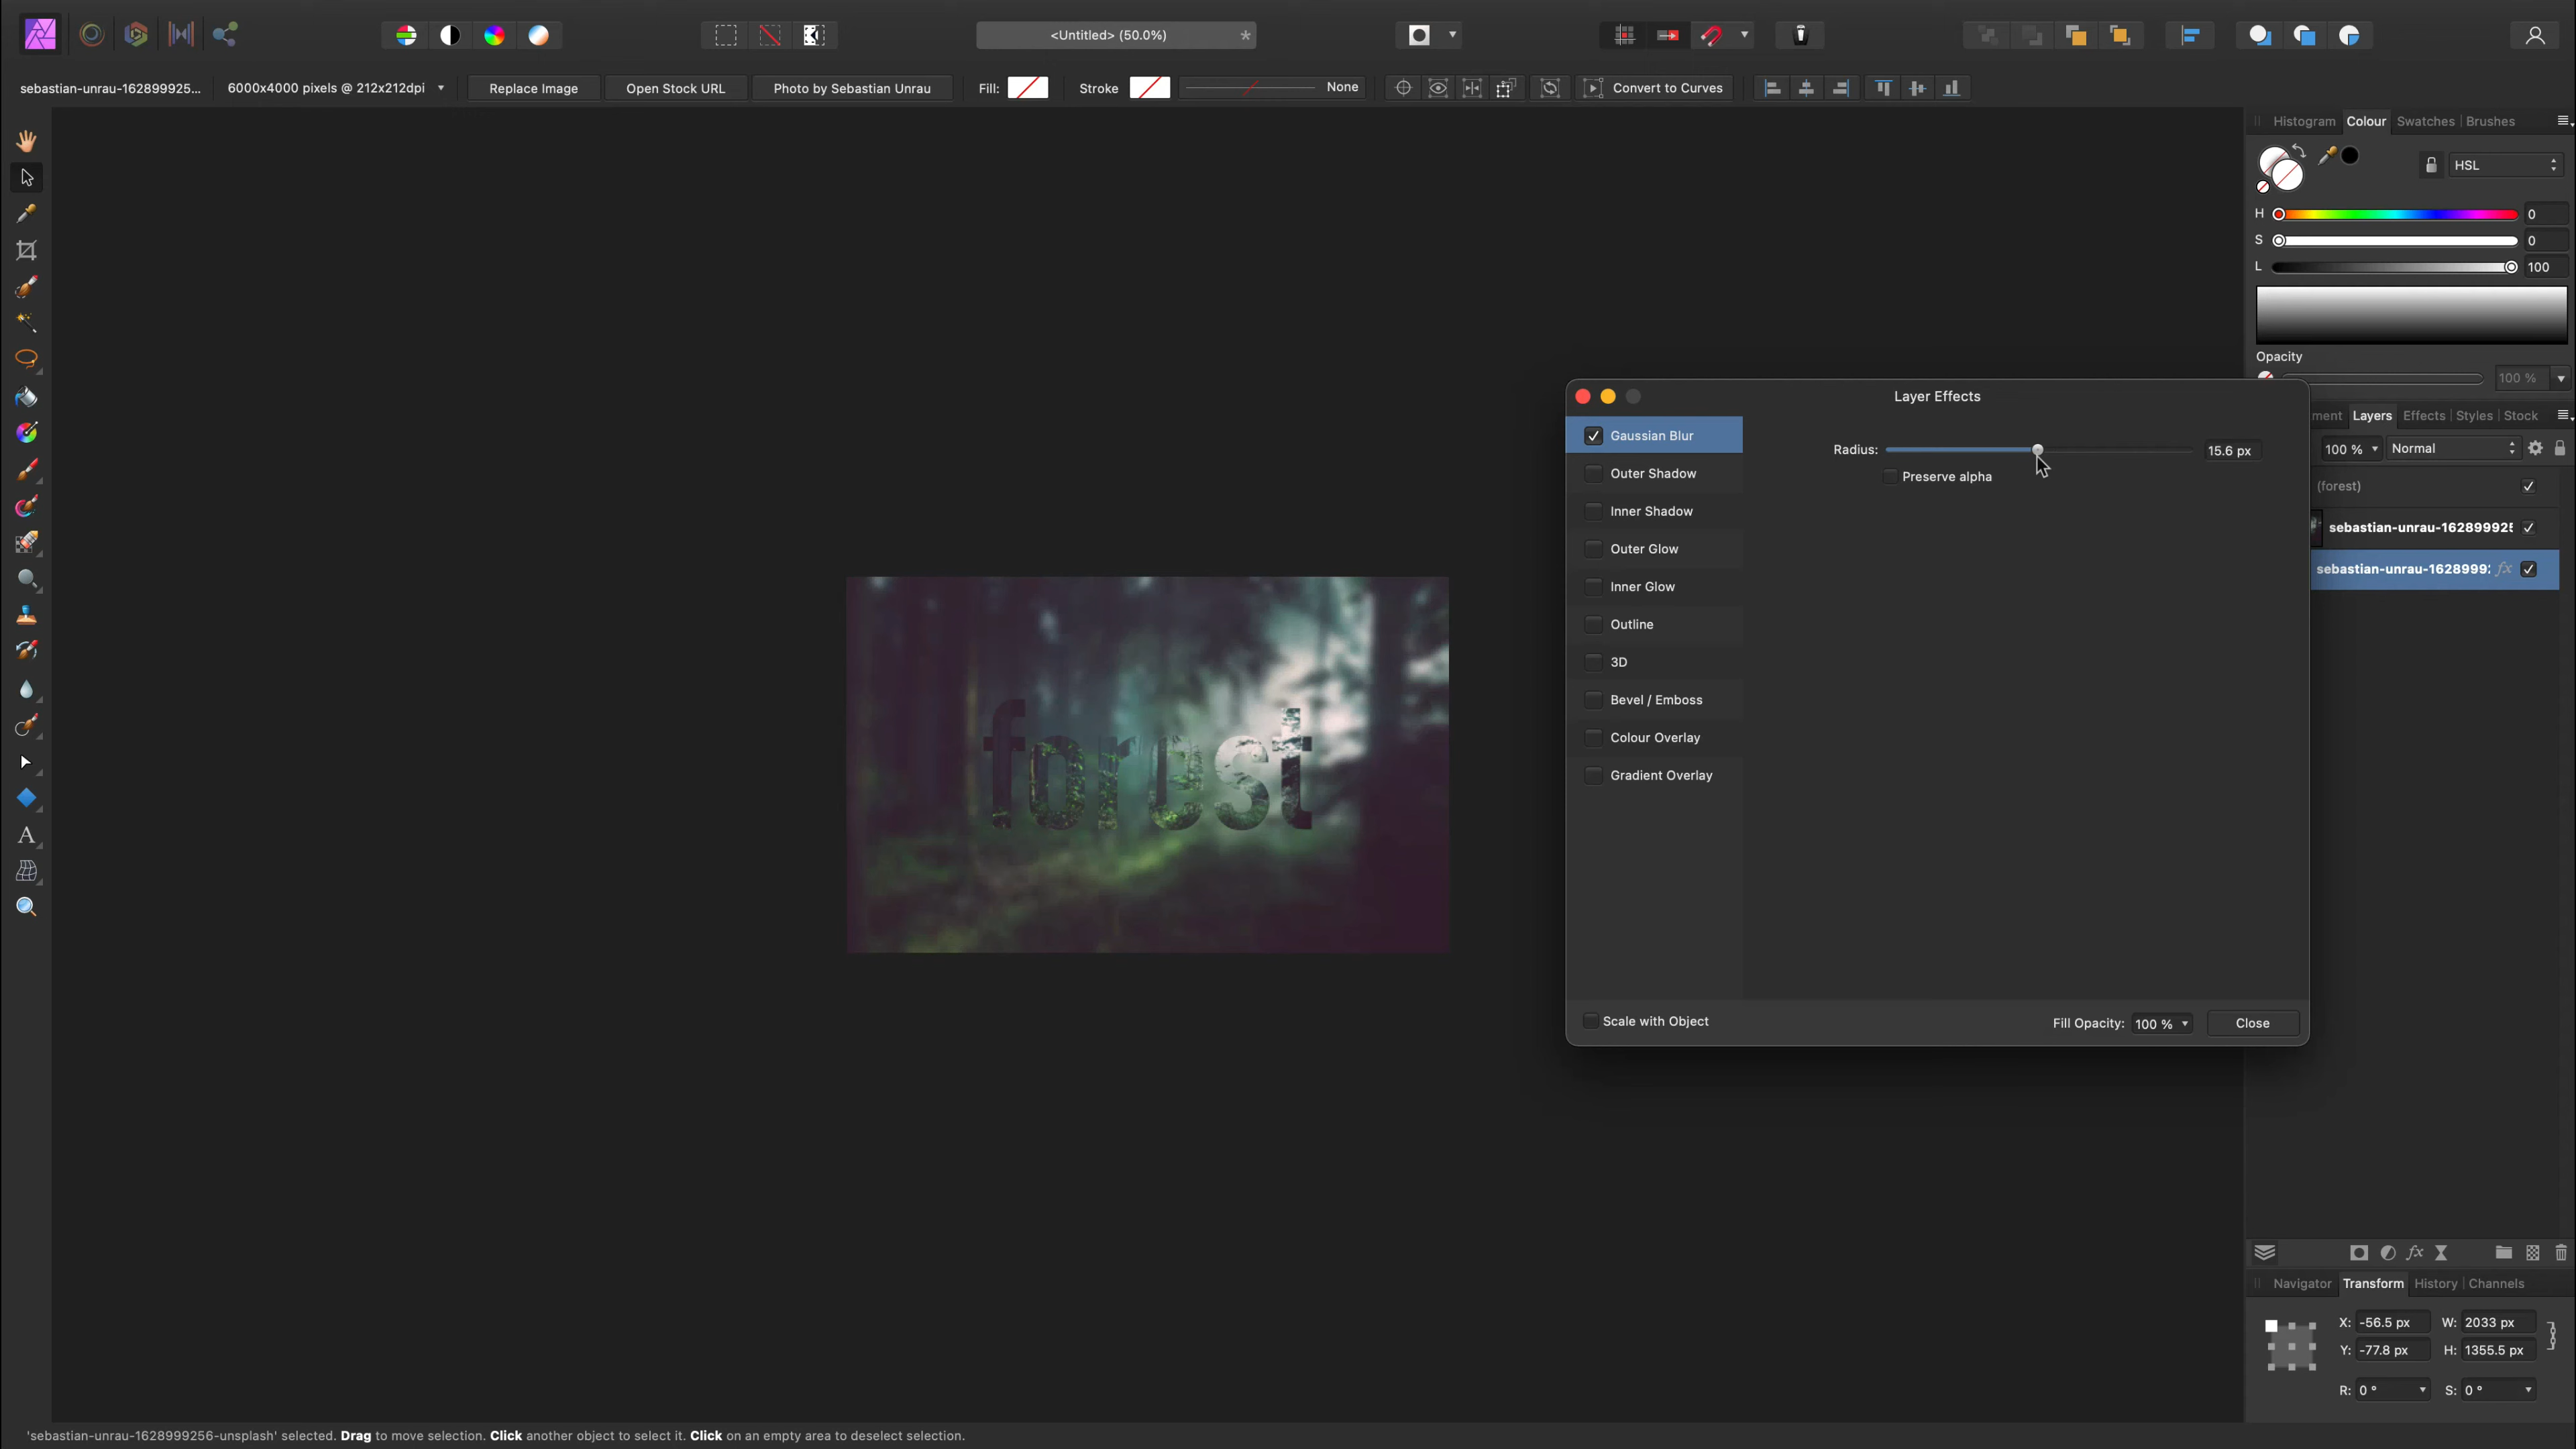 <Untitled> (50.0%)
*
sebastian-unrau-162899925...
6000x4000 pixels @ 212x212dpi
Replace Image
Open Stock URL
Photo by Sebastian Unrau
Fill:
Stroke
None
Convert to Curves
Histogram
Colour
Swatches
Brushes
HSL
H
0
S
0
L
100
Opacity
100 %
Layer Effects
Gaussian Blur
Outer Shadow
Inner Shadow
Outer Glow
Inner Glow
Outline
3D
Bevel / Emboss
Colour Overlay
Gradient Overlay
Radius:
15.6 px
Preserve alpha
Scale with Object
Fill Opacity: 100 %
Close
ment
Layers
Effects
Styles
Stock
100 %
Normal
(forest)
sebastian-unrau-16289992
sebastian-unrau-1628999: fx
forest
A
fx
Navigator
Transform
History
Channels
X: -56.5 px
W: 2033 px
Y: -77.8 px
H: 1355.5 px
R: 0 °
S: 0 °
'sebastian-unrau-1628999256-unsplash' selected. Drag to move selection. Click another object to select it. Click on an empty area to deselect selection.